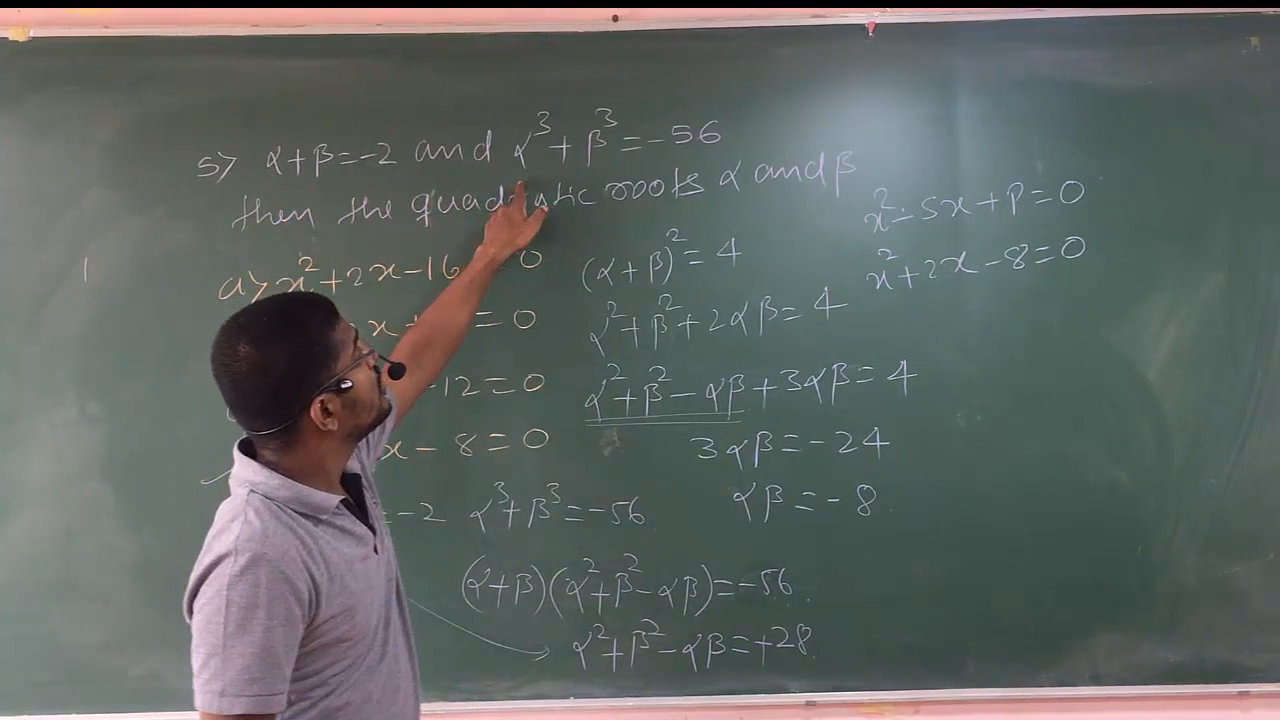 5> α+β=-2 and α³+β³=-56
then the quadratic roots α and β
a> x²+2x-16 =0
x+ =0
-12=0
x-8=0
=-2 α³+β³=-56
(α+β)(α²+β²-αβ)=-56
α²+β²-αβ=+28
(α+β)²=4
α²+β²+2αβ=4
α²+β²-αβ+3αβ=4
3αβ=-24
αβ=-8
x²-Sx+P=0
x²+2x-8=0